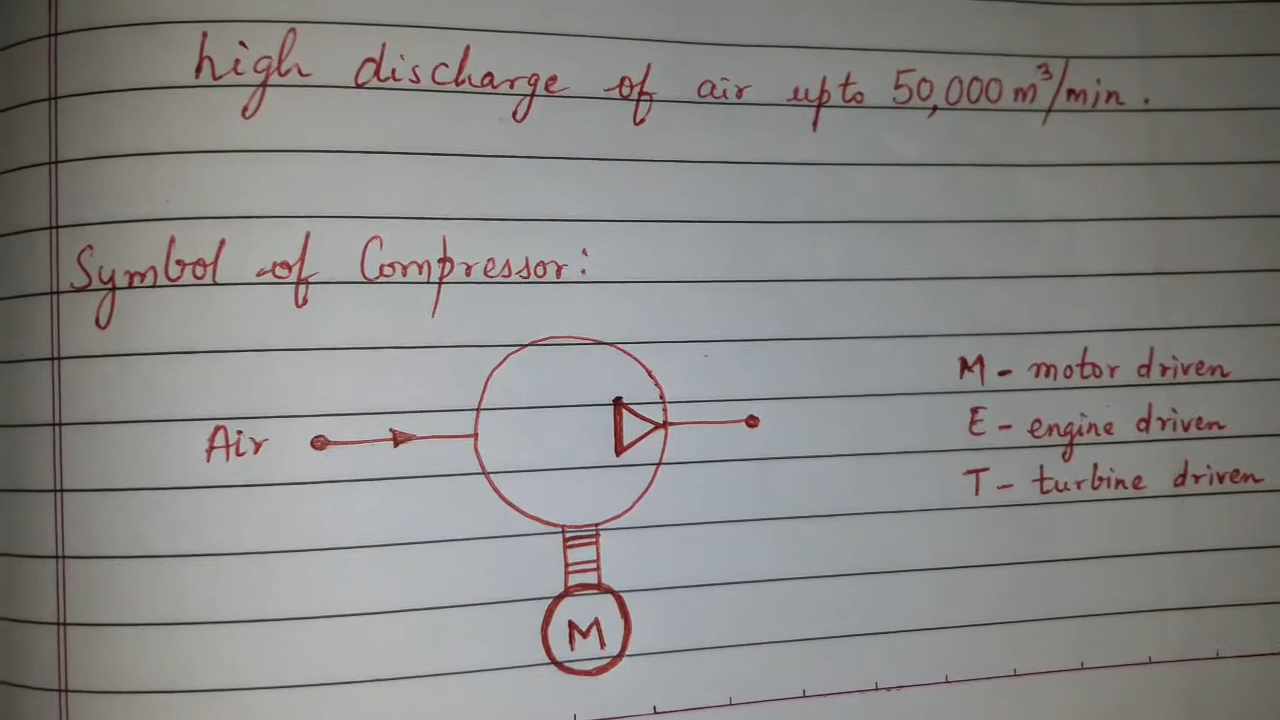 high discharge of air upto 50,000 m³/min.
Symbol of Compressor:
Air
M - motor driven
E - engine driven
T - turbine driven
M